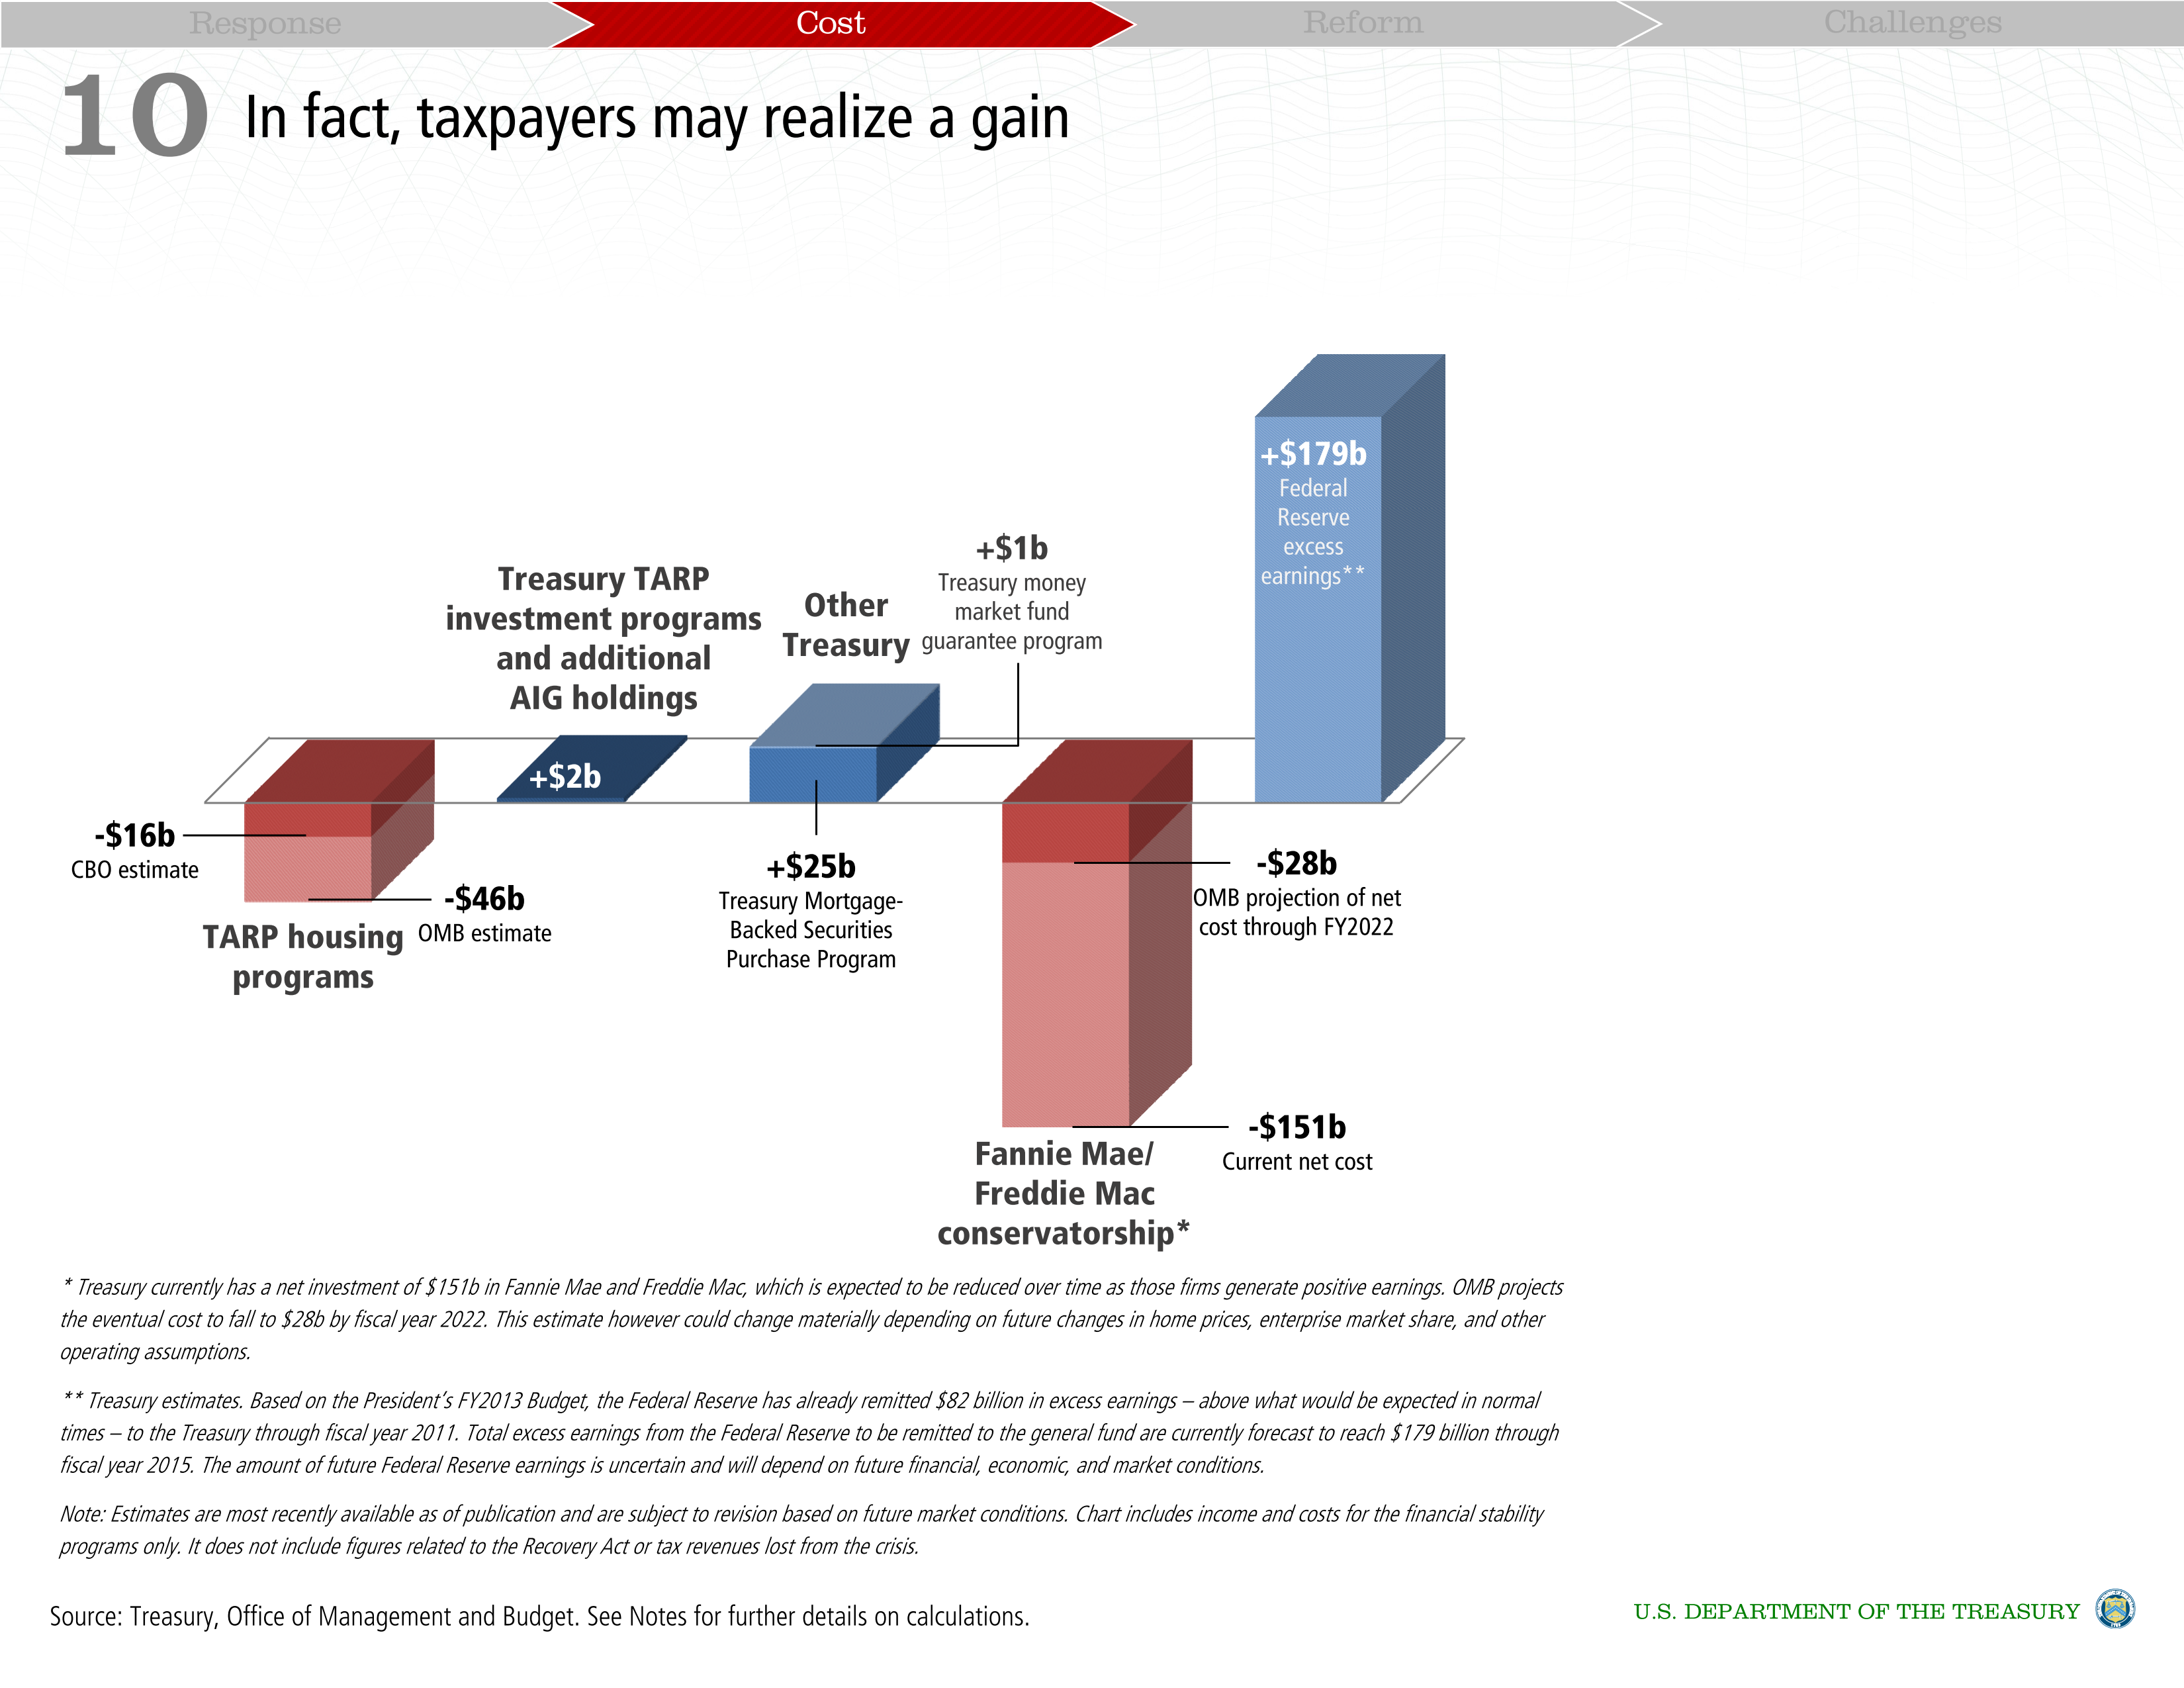 Response
Cost
Reform
Challenges
10
In fact, taxpayers may realize a gain
+$179b
Federal
Reserve
excess
earnings**
+$1b
Treasury money
market fund
guarantee program
Treasury TARP
investment programs
and additional
AIG holdings
Other
Treasury
+$2b
-$16b
CBO estimate
-$46b
OMB estimate
TARP housing
programs
+$25b
Treasury Mortgage-
Backed Securities
Purchase Program
-$28b
OMB projection of net
cost through FY2022
-$151b
Current net cost
Fannie Mae/
Freddie Mac
conservatorship*
* Treasury currently has a net investment of $151b in Fannie Mae and Freddie Mac, which is expected to be reduced over time as those firms generate positive earnings. OMB projects
the eventual cost to fall to $28b by fiscal year 2022. This estimate however could change materially depending on future changes in home prices, enterprise market share, and other
operating assumptions.
** Treasury estimates. Based on the President’s FY2013 Budget, the Federal Reserve has already remitted $82 billion in excess earnings – above what would be expected in normal
times – to the Treasury through fiscal year 2011. Total excess earnings from the Federal Reserve to be remitted to the general fund are currently forecast to reach $179 billion through
fiscal year 2015. The amount of future Federal Reserve earnings is uncertain and will depend on future financial, economic, and market conditions.
Note: Estimates are most recently available as of publication and are subject to revision based on future market conditions. Chart includes income and costs for the financial stability
programs only. It does not include figures related to the Recovery Act or tax revenues lost from the crisis.
Source: Treasury, Office of Management and Budget. See Notes for further details on calculations.
U.S. DEPARTMENT OF THE TREASURY